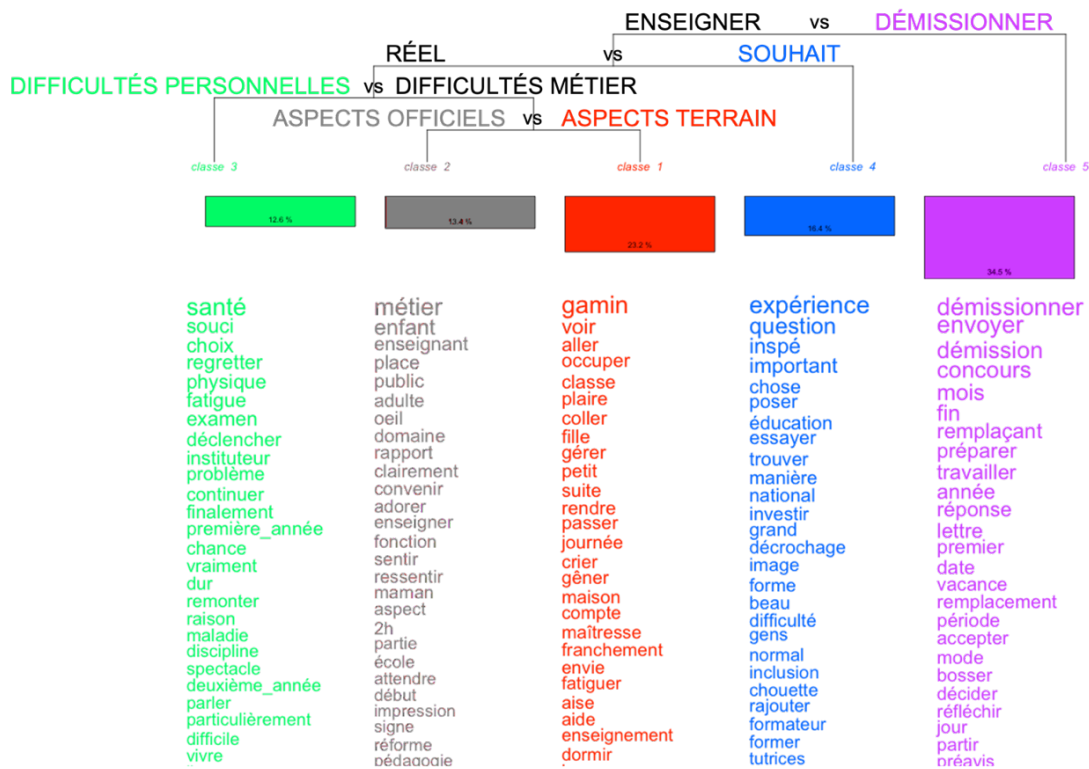 ENSEIGNER vs DÉMISSIONNER
RÉEL vs SOUHAIT
DIFFICULTÉS PERSONNELLES vs DIFFICULTÉS MÉTIER
ASPECTS OFFICIELS vs ASPECTS TERRAIN
classe 3 classe 2 classe 1 classe 4 classe 5
12.6 % 13.4 % 23.2 % 16.4 % 34.5 %
santé
souci
choix
regretter
physique
fatigue
examen
déclencher
instituteur
problème
continuer
finalement
première_année
chance
vraiment
dur
remonter
raison
maladie
discipline
spectacle
deuxième_année
parler
particulièrement
difficile
vivre
métier
enfant
enseignant
place
public
adulte
oeil
domaine
rapport
clairement
convenir
adorer
enseigner
fonction
sentir
ressentir
maman
aspect
2h
partie
école
attendre
début
impression
signe
réforme
pédagogie
gamin
voir
aller
occuper
classe
plaire
coller
fille
gérer
petit
suite
rendre
passer
journée
crier
gêner
maison
compte
maîtresse
franchement
envie
fatiguer
aise
aide
enseignement
dormir
expérience
question
inspé
important
chose
poser
éducation
essayer
trouver
manière
national
investir
grand
décrochage
image
forme
beau
difficulté
gens
normal
inclusion
chouette
rajouter
formateur
former
tutrices
démissionner
envoyer
démission
concours
mois
fin
remplaçant
préparer
travailler
année
réponse
lettre
premier
date
vacance
remplacement
période
accepter
mode
bosser
décider
réfléchir
jour
partir
préavis